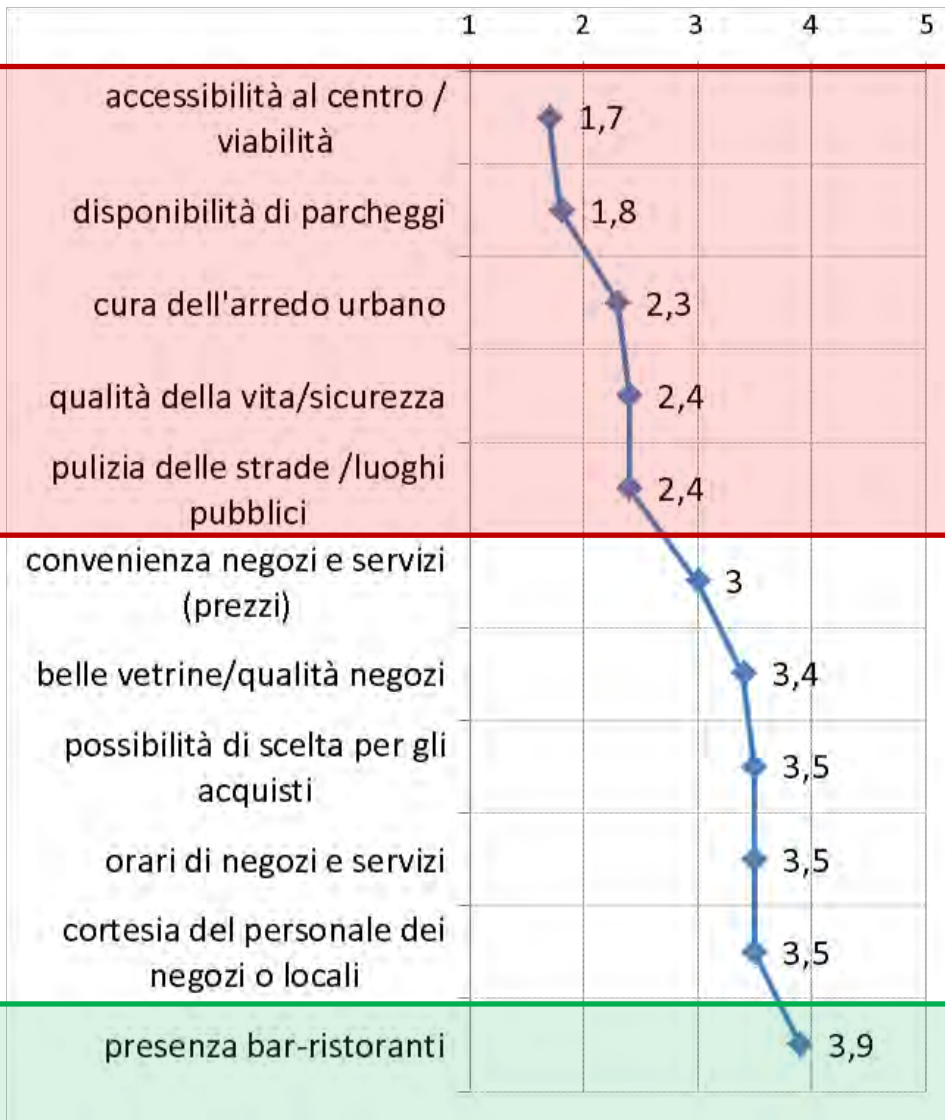 1 2 3 4 5
accessibilità al centro /
viabilità
1,7
disponibilità di parcheggi
1,8
cura dell'arredo urbano
2,3
qualità della vita/sicurezza
2,4
pulizia delle strade /luoghi
pubblici
2,4
convenienza negozi e servizi
(prezzi)
3
belle vetrine/qualità negozi
3,4
possibilità di scelta per gli
acquisti
3,5
orari di negozi e servizi
3,5
cortesia del personale dei
negozi o locali
3,5
presenza bar-ristoranti
3,9